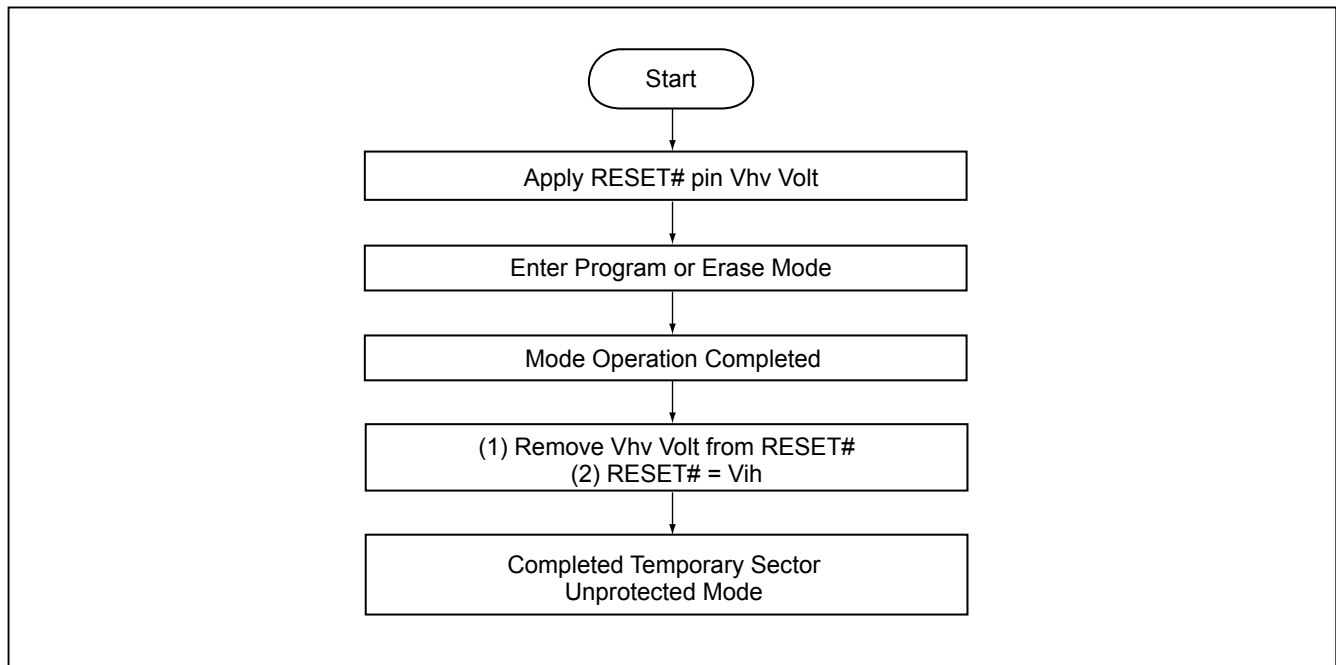 Start
Apply RESET# pin Vhv Volt
Enter Program or Erase Mode
Mode Operation Completed
(1) Remove Vhv Volt from RESET#
(2) RESET# = Vih
Completed Temporary Sector
Unprotected Mode